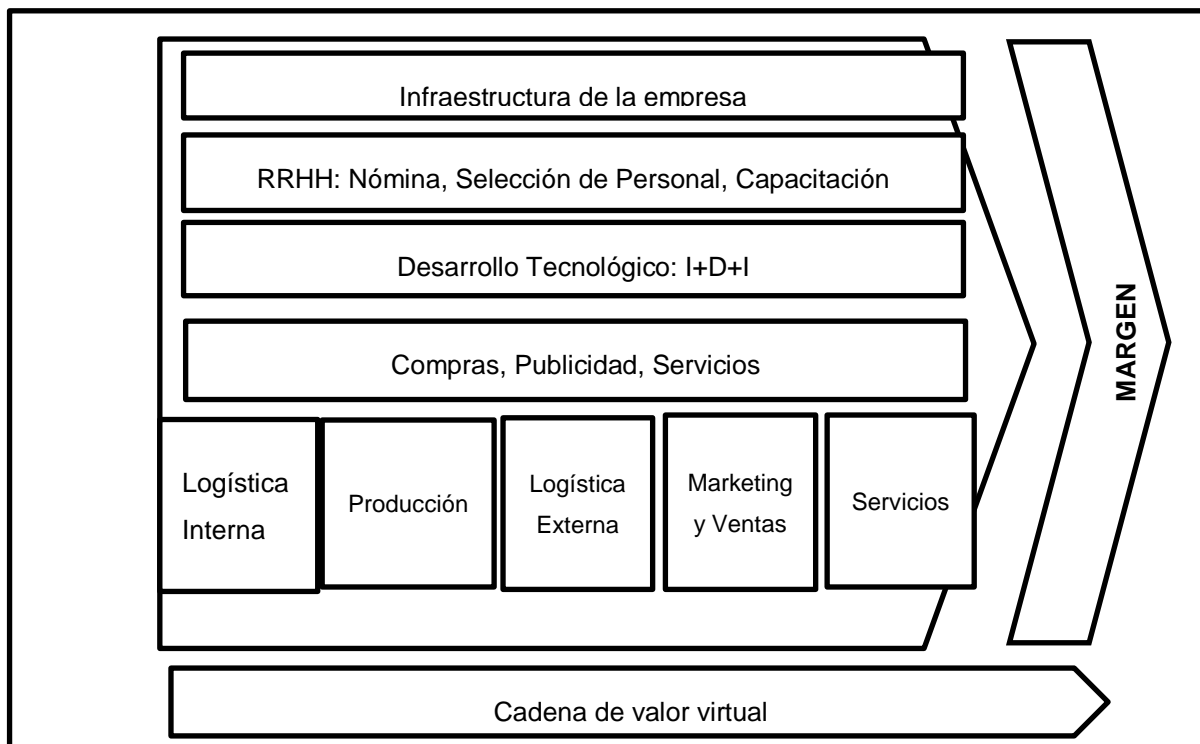 Infraestructura de la empresa
RRHH: Nómina, Selección de Personal, Capacitación
Desarrollo Tecnológico: I+D+I
Compras, Publicidad, Servicios
Logística
Interna
Producción
Logística
Externa
Marketing
y Ventas
Servicios
MARGEN
Cadena de valor virtual